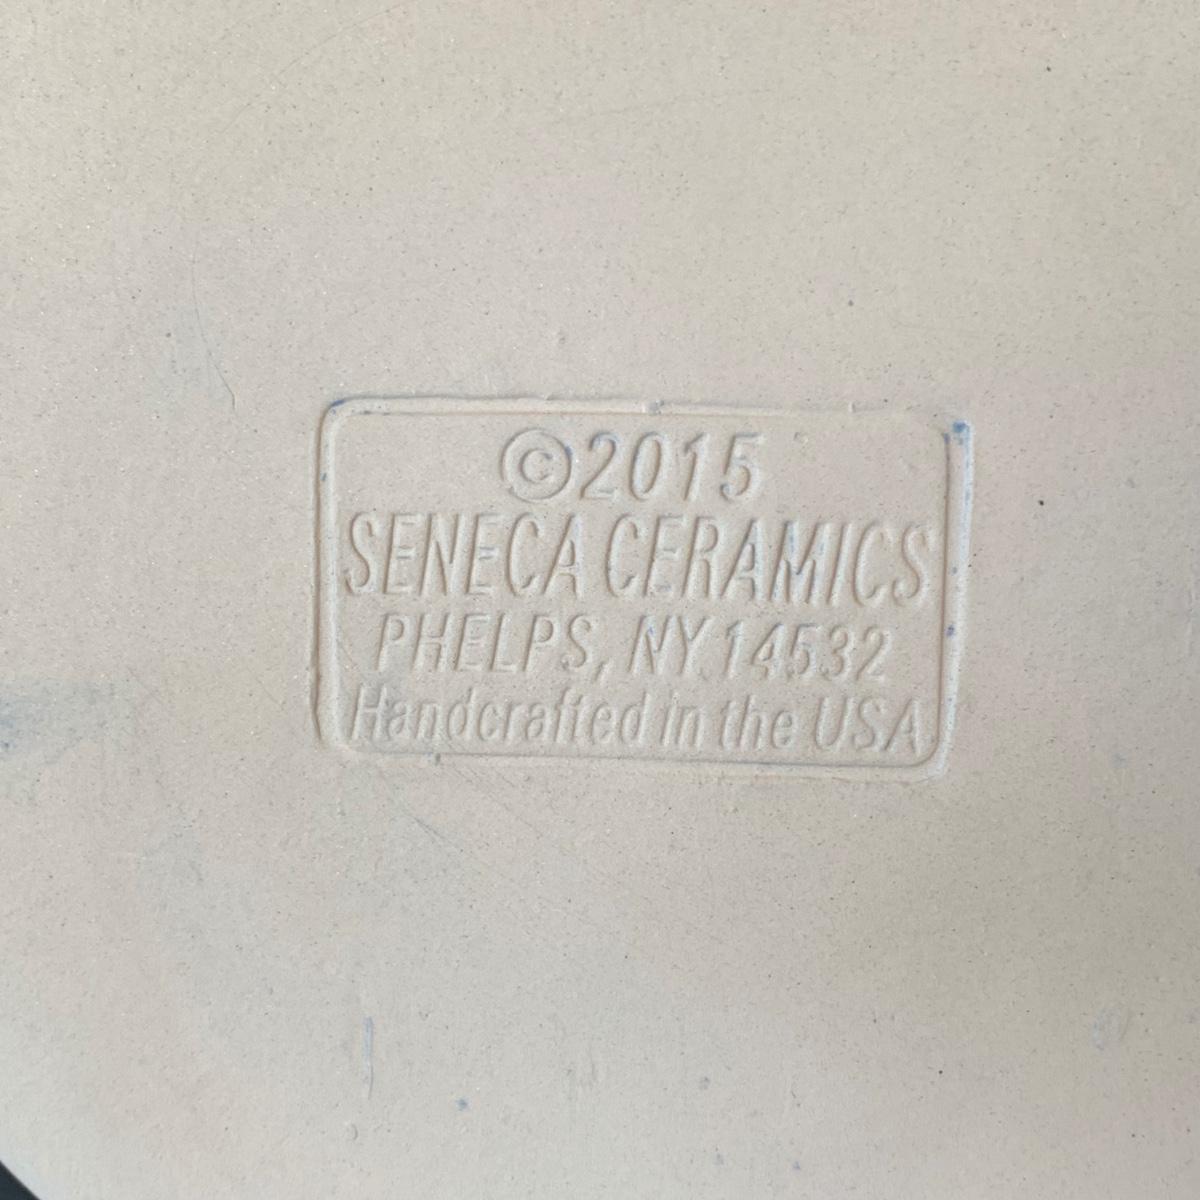 ©2015
SENECA CERAMICS
PHELPS, NY 14532
Handcrafted in the USA